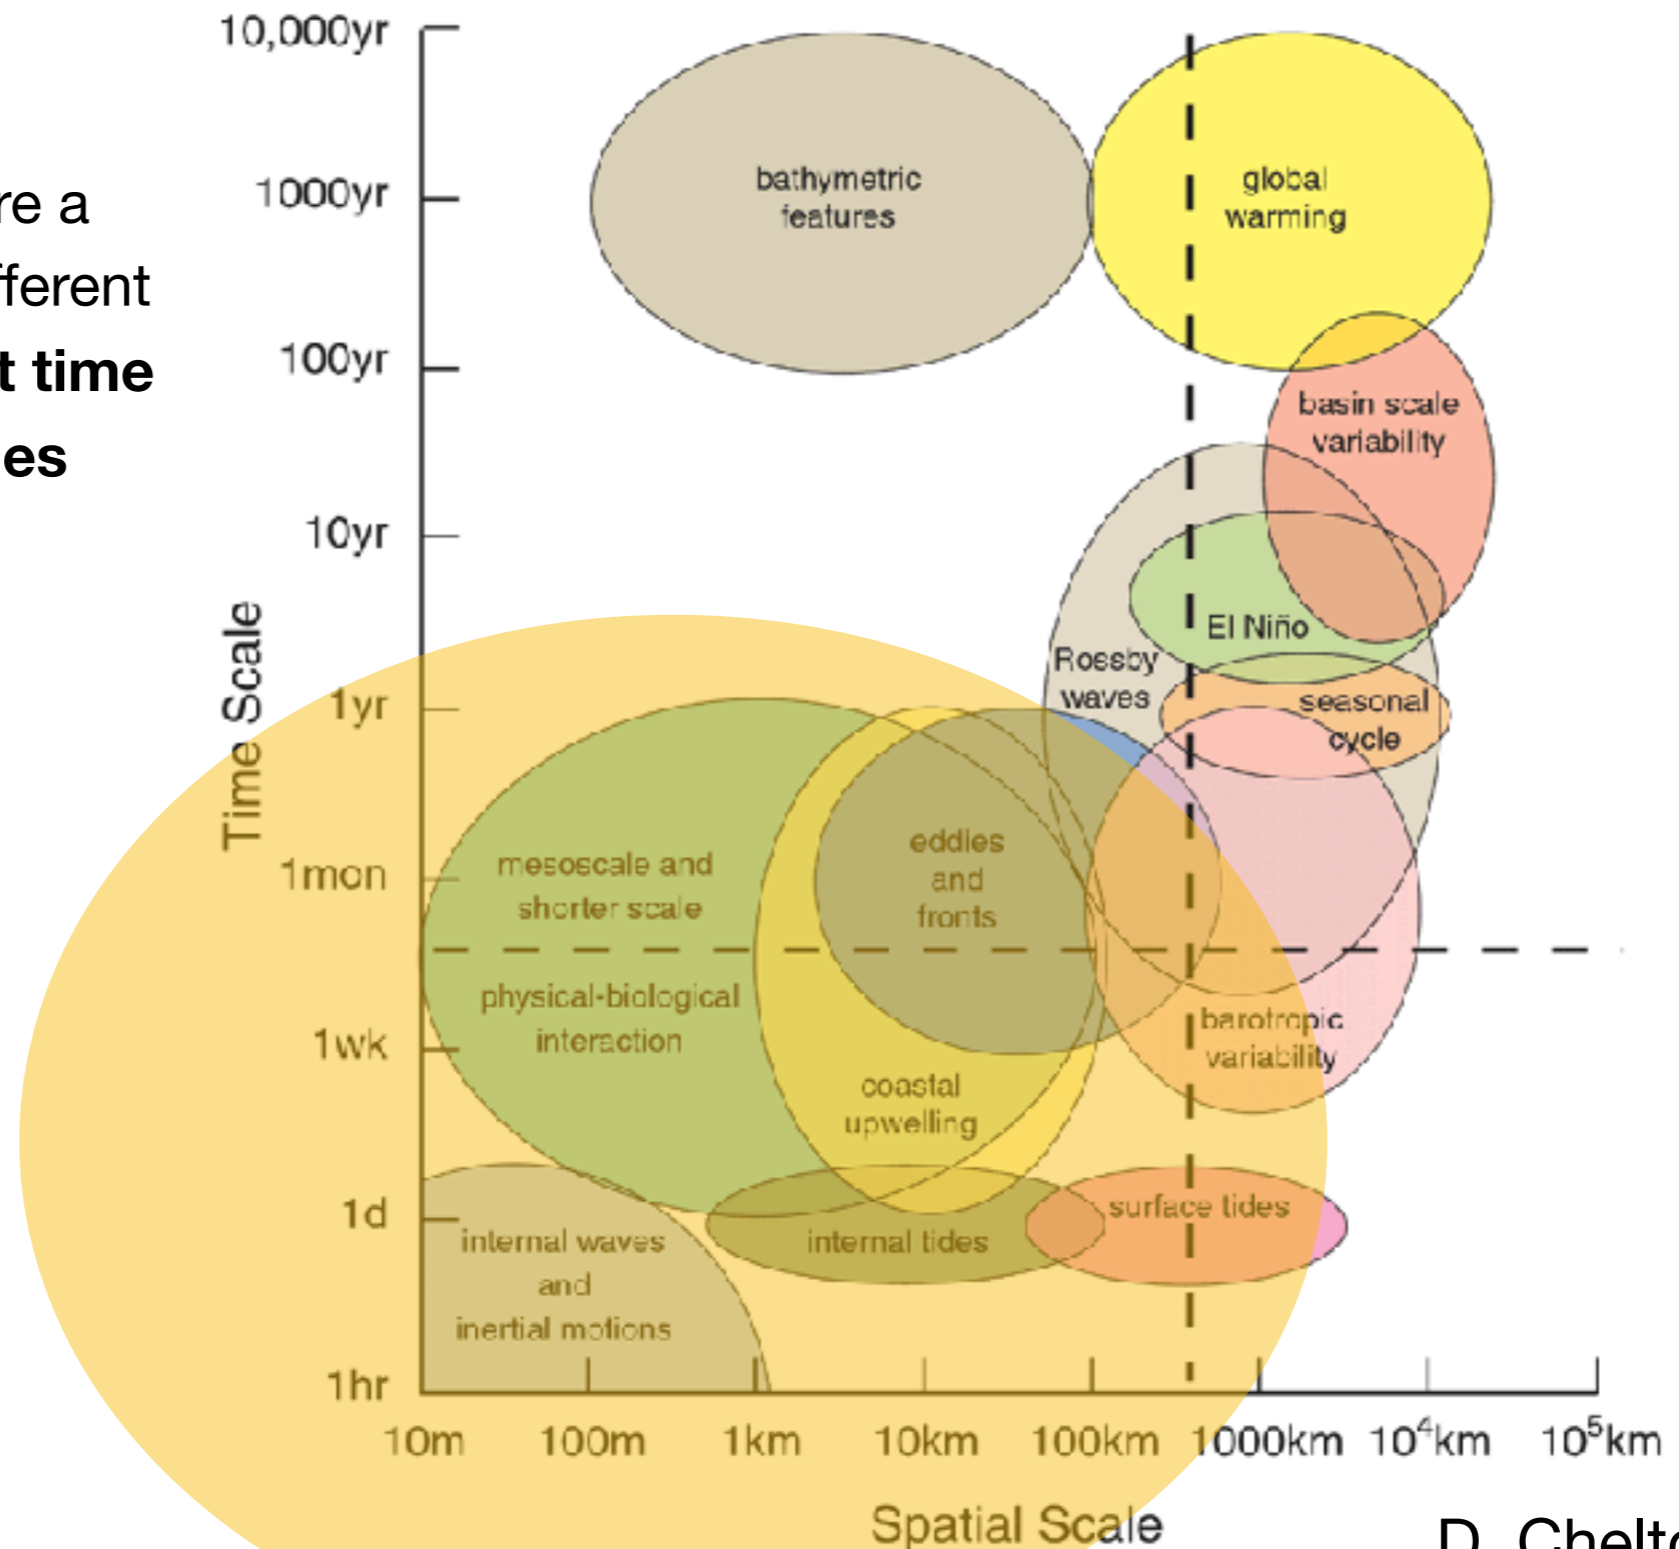 re a
fferent
t time
es
10,000yr
1000yr
100yr
10yr
1yr
1mon
1wk
1d
1hr
Time Scale
bathymetric
features
global
warming
basin scale
variability
El Niño
Rossby
waves
seasonal
cycle
mesoscale and
shorter scale
physical-biological
interaction
eddies
and
fronts
coastal
upwelling
barotropic
variability
internal waves
and
inertial motions
internal tides
surface tides
10m 100m 1km 10km 100km 1000km 10⁴km 10⁵km
Spatial Scale
D. Chelto